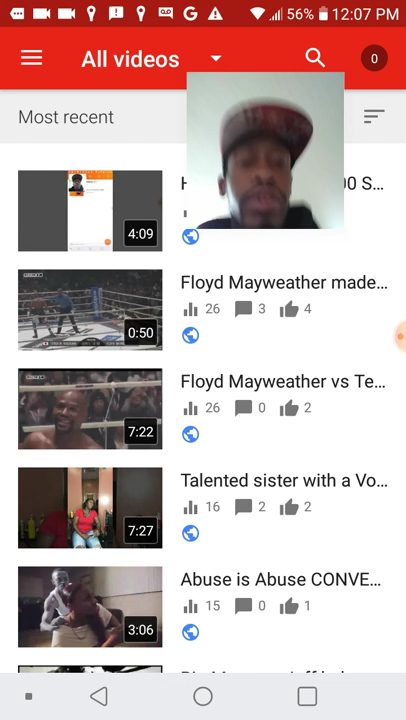 56% 12:07 PM
All videos
0
Most recent
4:09
00 S...
0:50
Floyd Mayweather made...
26 3 4
7:22
Floyd Mayweather vs Te...
26 0 2
7:27
Talented sister with a Vo...
16 2 2
3:06
Abuse is Abuse CONVE...
15 0 1